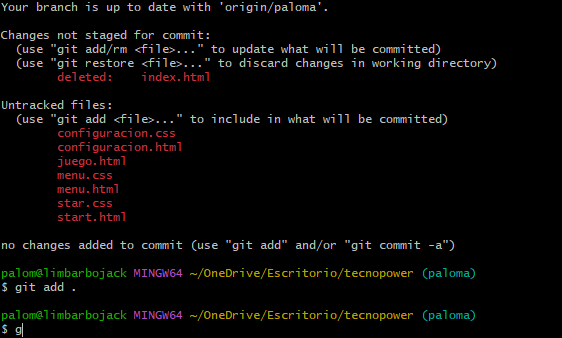 Your branch is up to date with 'origin/paloma'.
Changes not staged for commit:
(use "git add/rm <file>..." to update what will be committed)
(use "git restore <file>..." to discard changes in working directory)
deleted:    index.html
Untracked files:
(use "git add <file>..." to include in what will be committed)
configuracion.css
configuracion.html
juego.html
menu.css
menu.html
star.css
start.html
no changes added to commit (use "git add" and/or "git commit -a")
palom@limbarbojack MINGW64 ~/OneDrive/Escritorio/tecnopower (paloma)
$ git add .
palom@limbarbojack MINGW64 ~/OneDrive/Escritorio/tecnopower (paloma)
$ g